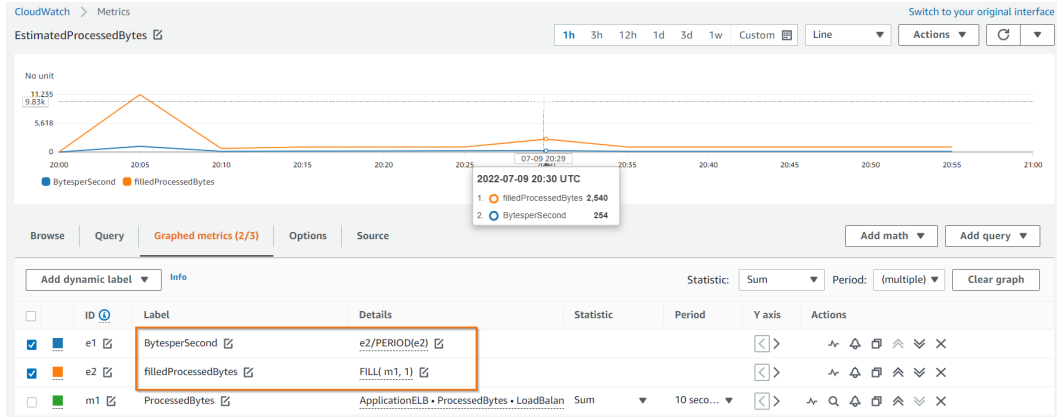 CloudWatch > Metrics
Switch to your original interface
EstimatedProcessedBytes
1h 3h 12h 1d 3d 1w Custom Line Actions
No unit
11,235
9.83k
5,618
0
20:00 20:05 20:10 20:15 20:20 20:25 20:35 20:40 20:45 20:50 20:55 21:00
07-09 20:29
BytesperSecond filledProcessedBytes
2022-07-09 20:30 UTC
1. filledProcessedBytes 2,540
2. BytesperSecond 254
Browse Query Graphed metrics (2/3) Options Source Add math Add query
Add dynamic label Info Statistic: Sum Period: (multiple) Clear graph
ID Label Details Statistic Period Y axis Actions
e1 BytesperSecond e2/PERIOD(e2) < >
e2 filledProcessedBytes FILL( m1, 1) < >
m1 ProcessedBytes ApplicationELB • ProcessedBytes • LoadBalan Sum 10 seco... < >